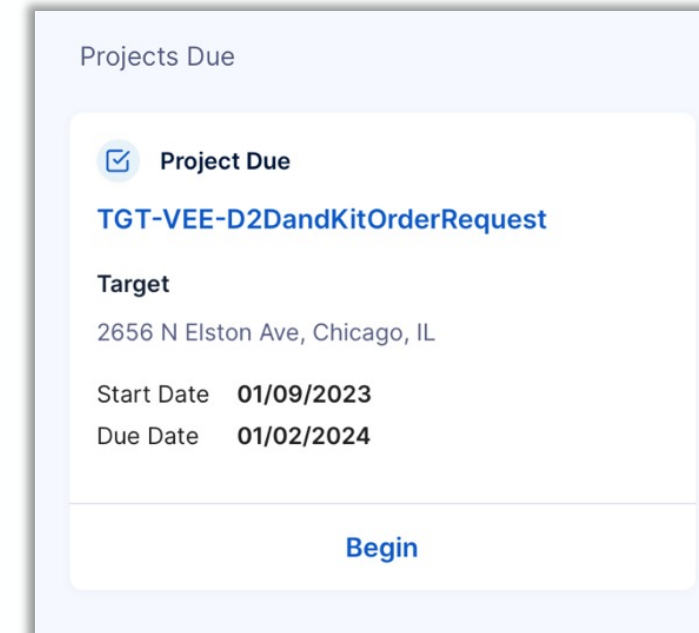 Projects Due
Project Due
TGT-VEE-D2DandKitOrderRequest
Target
2656 N Elston Ave, Chicago, IL
Start Date 01/09/2023
Due Date 01/02/2024
Begin